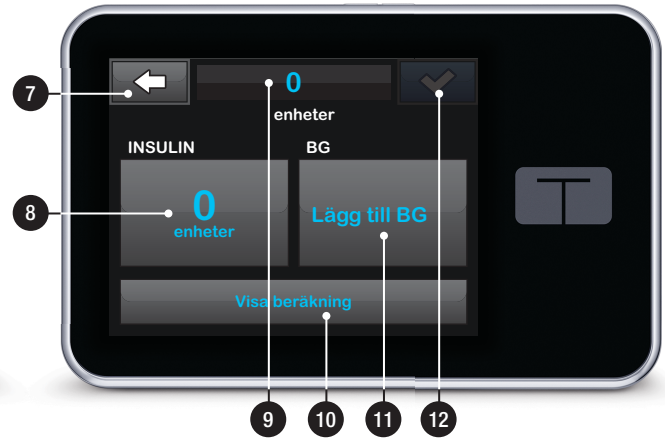 0
enheter
INSULIN
BG
0
enheter
Lägg till BG
Visa beräkning
7
8
9
10
11
12